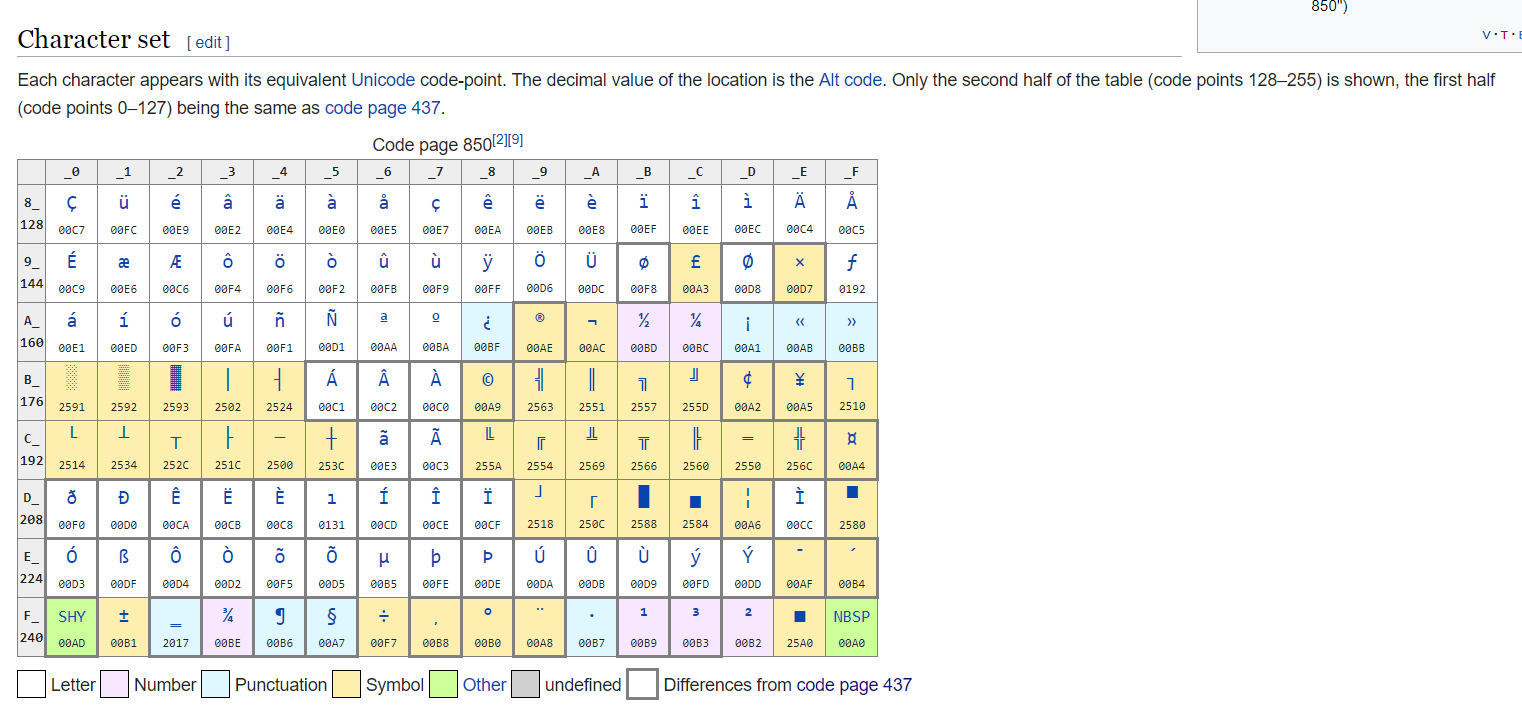 850")
V · T · E
Character set [ edit ]
Each character appears with its equivalent Unicode code-point. The decimal value of the location is the Alt code. Only the second half of the table (code points 128–255) is shown, the first half
(code points 0–127) being the same as code page 437.
Code page 850[2][9]
_0 _1 _2 _3 _4 _5 _6 _7 _8 _9 _A _B _C _D _E _F
8_ Ç ü é â ä à å ç ê ë è ï î ì Ä Å
128 00C7 00FC 00E9 00E2 00E4 00E0 00E5 00E7 00EA 00EB 00E8 00EF 00EE 00EC 00C4 00C5
9_ É æ Æ ô ö ò û ù ÿ Ö Ü ø £ Ø × ƒ
144 00C9 00E6 00C6 00F4 00F6 00F2 00FB 00F9 00FF 00D6 00DC 00F8 00A3 00D8 00D7 0192
A_ á í ó ú ñ Ñ ª º ¿ ® ¬ ½ ¼ ¡ « »
160 00E1 00ED 00F3 00FA 00F1 00D1 00AA 00BA 00BF 00AE 00AC 00BD 00BC 00A1 00AB 00BB
B_ ░ ▒ ▓ │ ┤ Á Â À © ╣ ║ ╗ ╝ ¢ ¥ ┐
176 2591 2592 2593 2502 2524 00C1 00C2 00C0 00A9 2563 2551 2557 255D 00A2 00A5 2510
C_ └ ┴ ┬ ├ ─ ┼ ã Ã ╚ ╔ ╩ ╦ ╠ ═ ╬ ¤
192 2514 2534 252C 251C 2500 253C 00E3 00C3 255A 2554 2569 2566 2560 2550 256C 00A4
D_ ð Ð Ê Ë È ı Í Î Ï ┘ ┌ █ ▄ ¦ Ì ▀
208 00F0 00D0 00CA 00CB 00C8 0131 00CD 00CE 00CF 2518 250C 2588 2584 00A6 00CC 2580
E_ Ó ß Ô Ò õ Õ µ þ Þ Ú Û Ù ý Ý ¯ ´
224 00D3 00DF 00D4 00D2 00F5 00D5 00B5 00FE 00DE 00DA 00DB 00D9 00FD 00DD 00AF 00B4
F_ SHY ± ‗ ¾ ¶ § ÷ ¸ ° ¨ · ¹ ³ ² ■ NBSP
240 00AD 00B1 2017 00BE 00B6 00A7 00F7 00B8 00B0 00A8 00B7 00B9 00B3 00B2 25A0 00A0
Letter Number Punctuation Symbol Other undefined Differences from code page 437